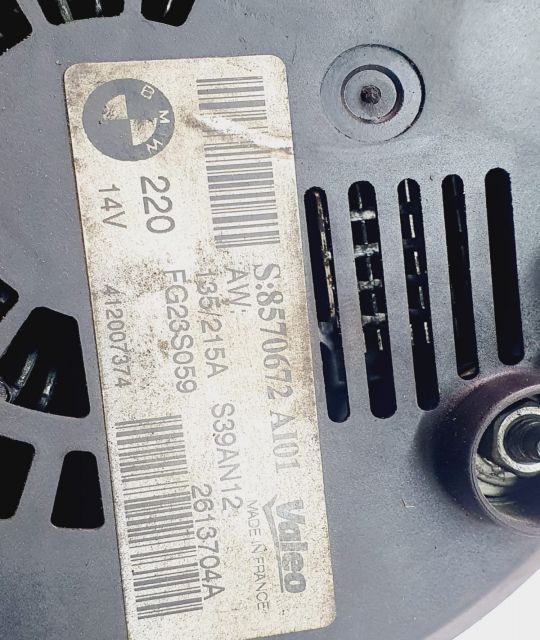 BMW
S:8570672 AI01
AW:
135/215A S39AN12
FG23S059 2613704A
220
14V 412007374
Valeo
MADE IN FRANCE